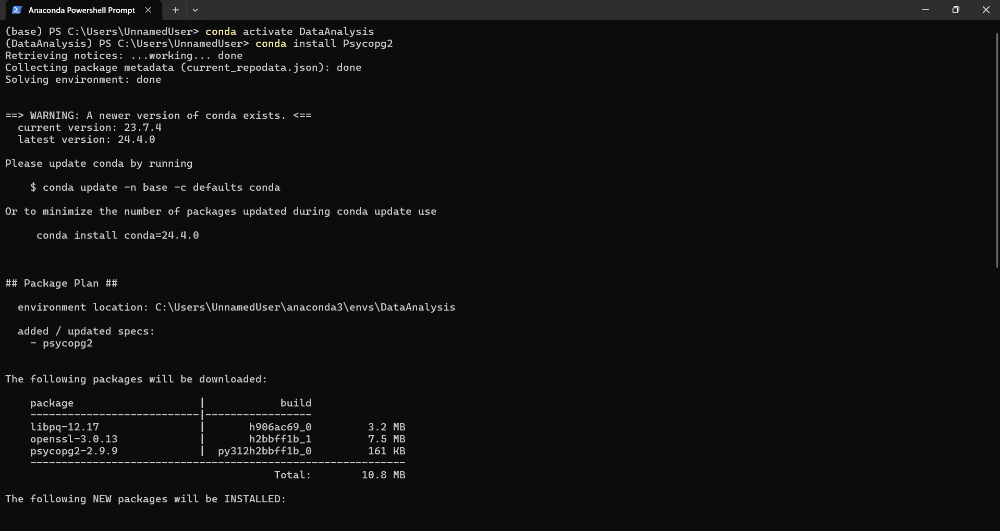 Anaconda Powershell Prompt
(base) PS C:\Users\UnnamedUser> conda activate DataAnalysis
(DataAnalysis) PS C:\Users\UnnamedUser> conda install Psycopg2
Retrieving notices: ...working... done
Collecting package metadata (current_repodata.json): done
Solving environment: done
==> WARNING: A newer version of conda exists. <==
  current version: 23.7.4
  latest version: 24.4.0
Please update conda by running
    $ conda update -n base -c defaults conda
Or to minimize the number of packages updated during conda update use
     conda install conda=24.4.0
## Package Plan ##
  environment location: C:\Users\UnnamedUser\anaconda3\envs\DataAnalysis
  added / updated specs:
    - psycopg2
The following packages will be downloaded:
    package                    |            build
    ---------------------------|-----------------
    libpq-12.17                |       h906ac69_0         3.2 MB
    openssl-3.0.13             |       h2bbff1b_1         7.5 MB
    psycopg2-2.9.9             |  py312h2bbff1b_0         161 KB
    ------------------------------------------------------------
                                           Total:        10.8 MB
The following NEW packages will be INSTALLED: